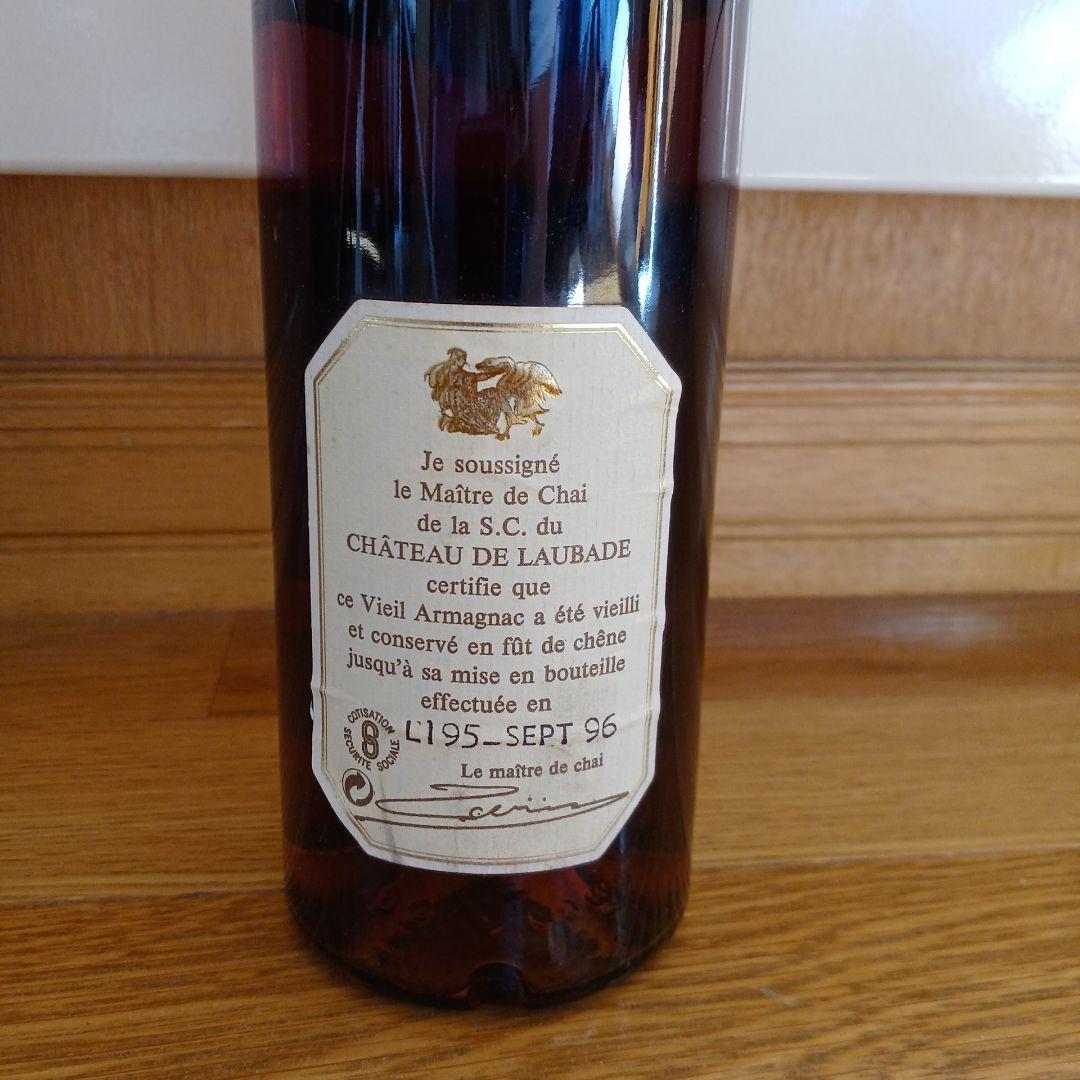 Je soussigné
le Maître de Chai
de la S.C. du
CHÂTEAU DE LAUBADE
certifie que
ce Vieil Armagnac a été vieilli
et conservé en fût de chêne
jusqu'à sa mise en bouteille
effectuée en
COTISATION SECURITE SOCIALE
L195-SEPT 96
Le maître de chai